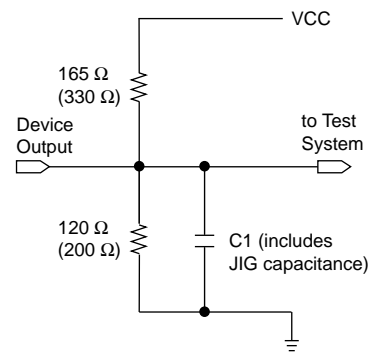 VCC
165 Ω
(330 Ω)
Device
Output
to Test
System
120 Ω
(200 Ω)
C1 (includes
JIG capacitance)